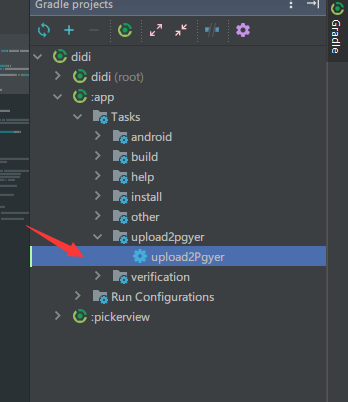 Gradle projects
didi
didi (root)
:app
Tasks
android
build
help
install
other
upload2pgyer
upload2Pgyer
verification
Run Configurations
:pickerview
Gradle